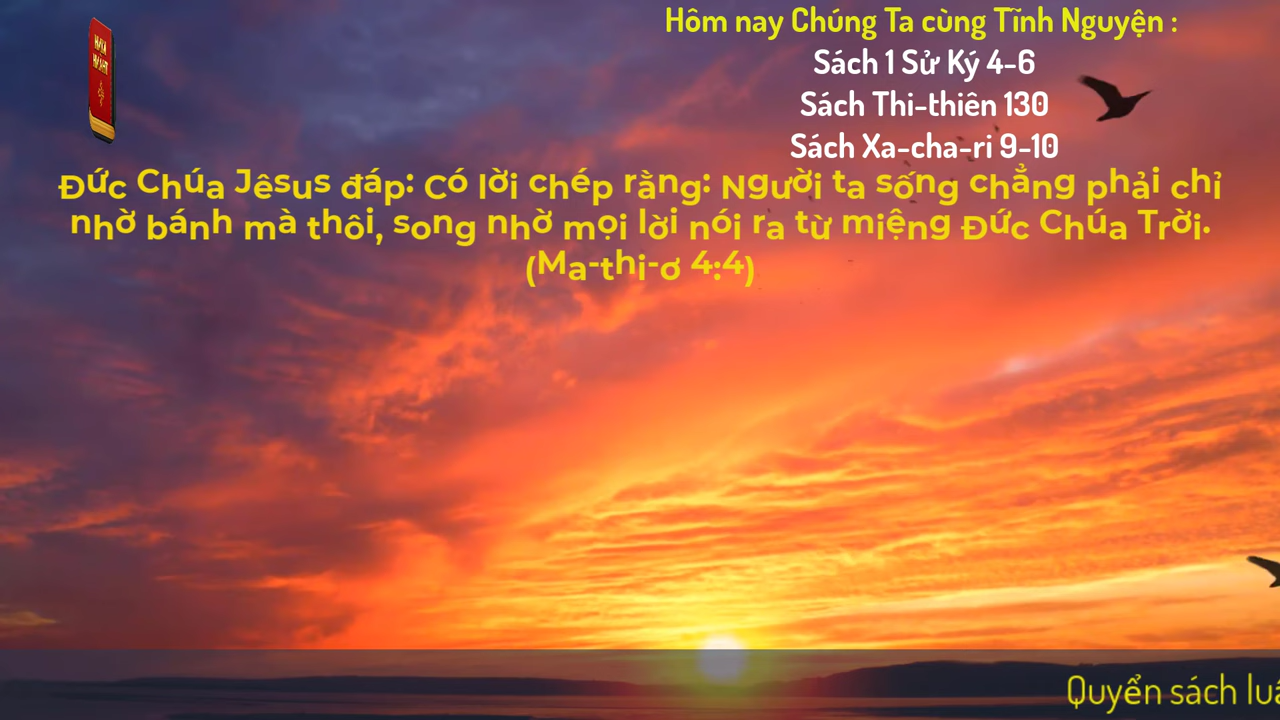 Hôm nay Chúng Ta cùng Tĩnh Nguyện :
Sách 1 Sử Ký 4-6
Sách Thi-thiên 130
Sách Xa-cha-ri 9-10
Đức Chúa Jêsus đáp: Có lời chép rằng: Người ta sống chẳng phải chỉ
nhờ bánh mà thôi, song nhờ mọi lời nói ra từ miệng Đức Chúa Trời.
(Ma-thi-ơ 4:4)
Quyển sách